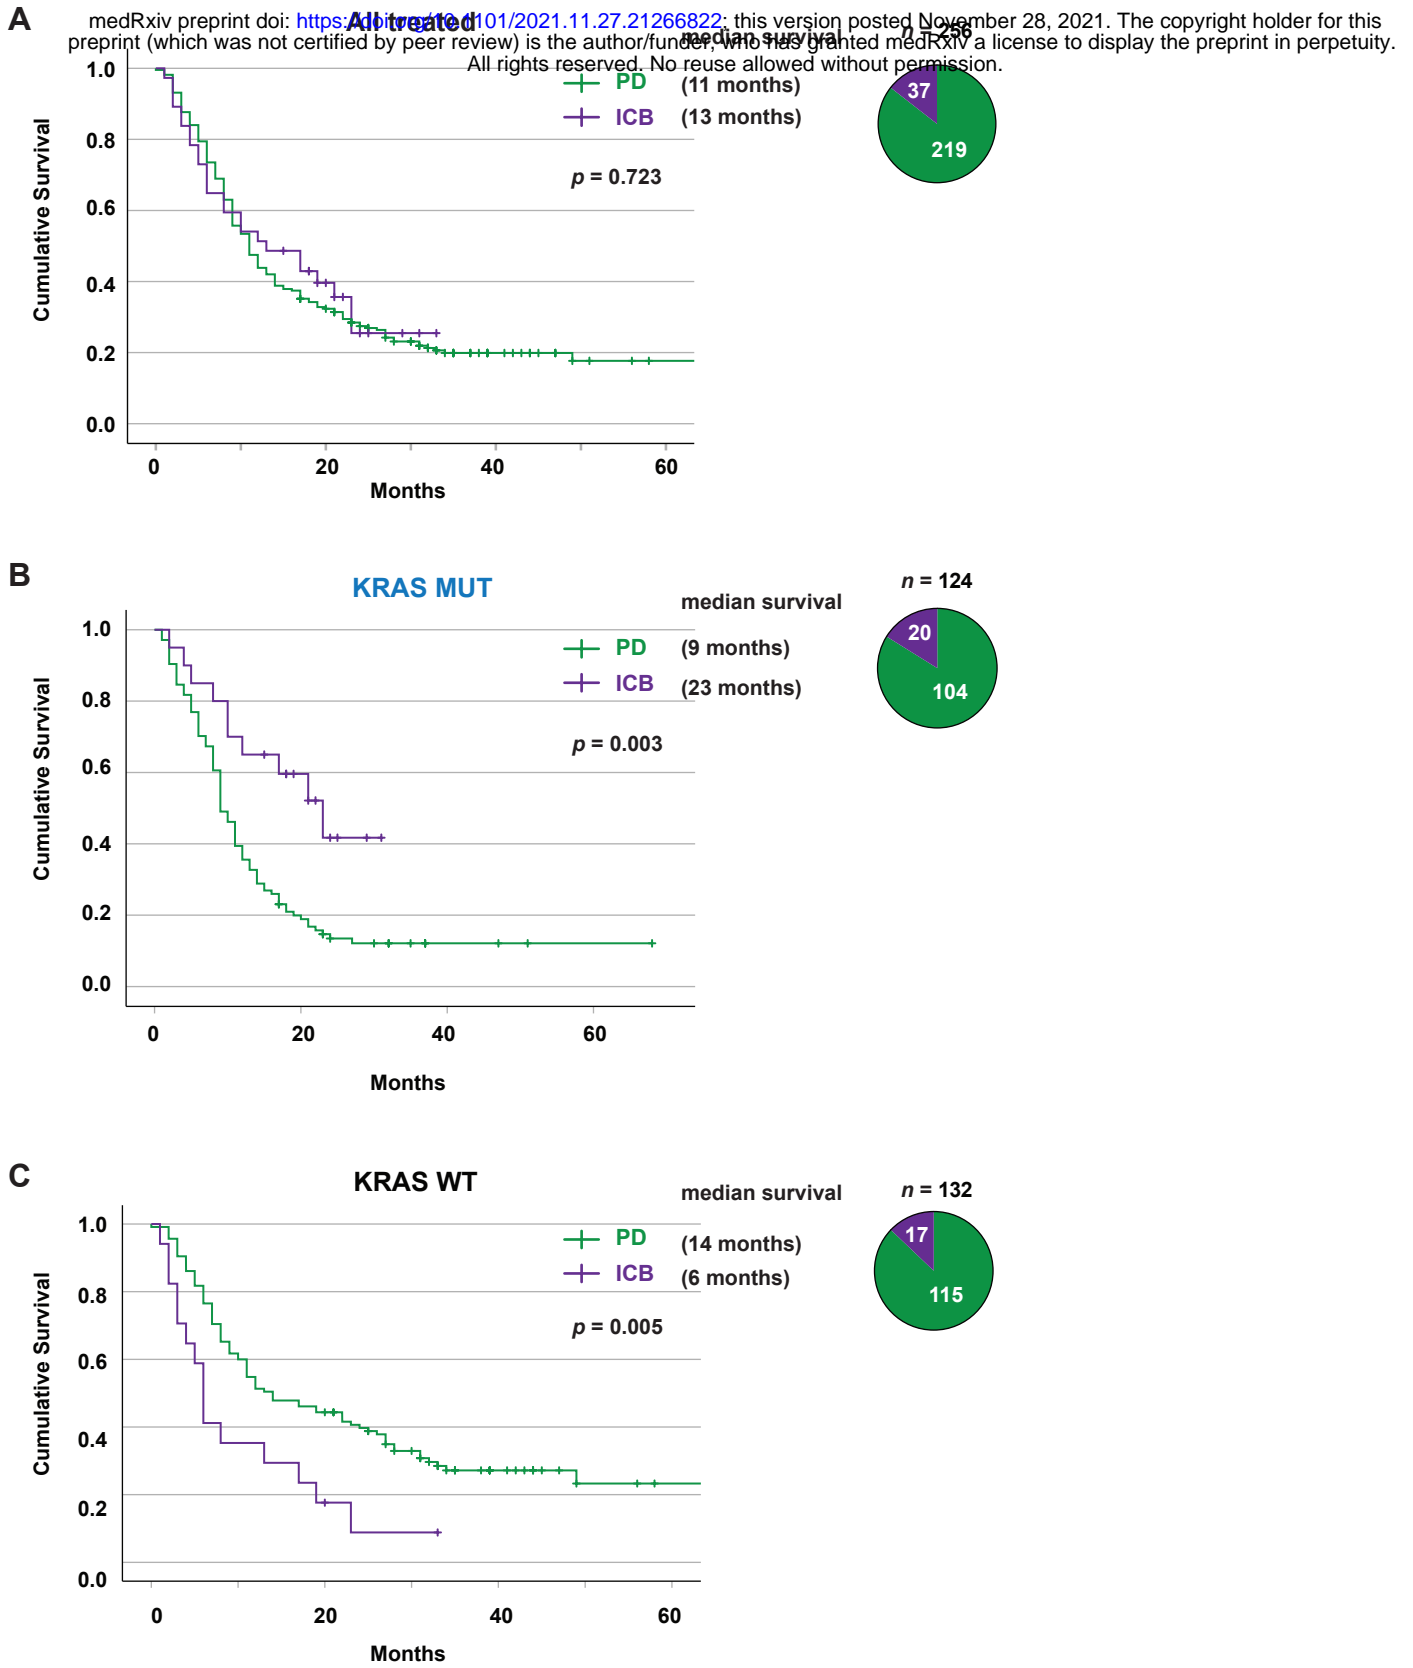 medRxiv preprint doi: https://doi.org/10.1101/2021.11.27.21266822; this version posted November 28, 2021. The copyright holder for this
preprint (which was not certified by peer review) is the author/funder, who has granted medRxiv a license to display the preprint in perpetuity.
All rights reserved. No reuse allowed without permission.
A
All treated
median survival
n = 256
PD (11 months)
ICB (13 months)
p = 0.723
37
219
Cumulative Survival
1.0
0.8
0.6
0.4
0.2
0.0
0 20 40 60
Months
B
KRAS MUT
median survival
n = 124
PD (9 months)
ICB (23 months)
p = 0.003
20
104
Cumulative Survival
1.0
0.8
0.6
0.4
0.2
0.0
0 20 40 60
Months
C
KRAS WT
median survival
n = 132
PD (14 months)
ICB (6 months)
p = 0.005
17
115
Cumulative Survival
1.0
0.8
0.6
0.4
0.2
0.0
0 20 40 60
Months